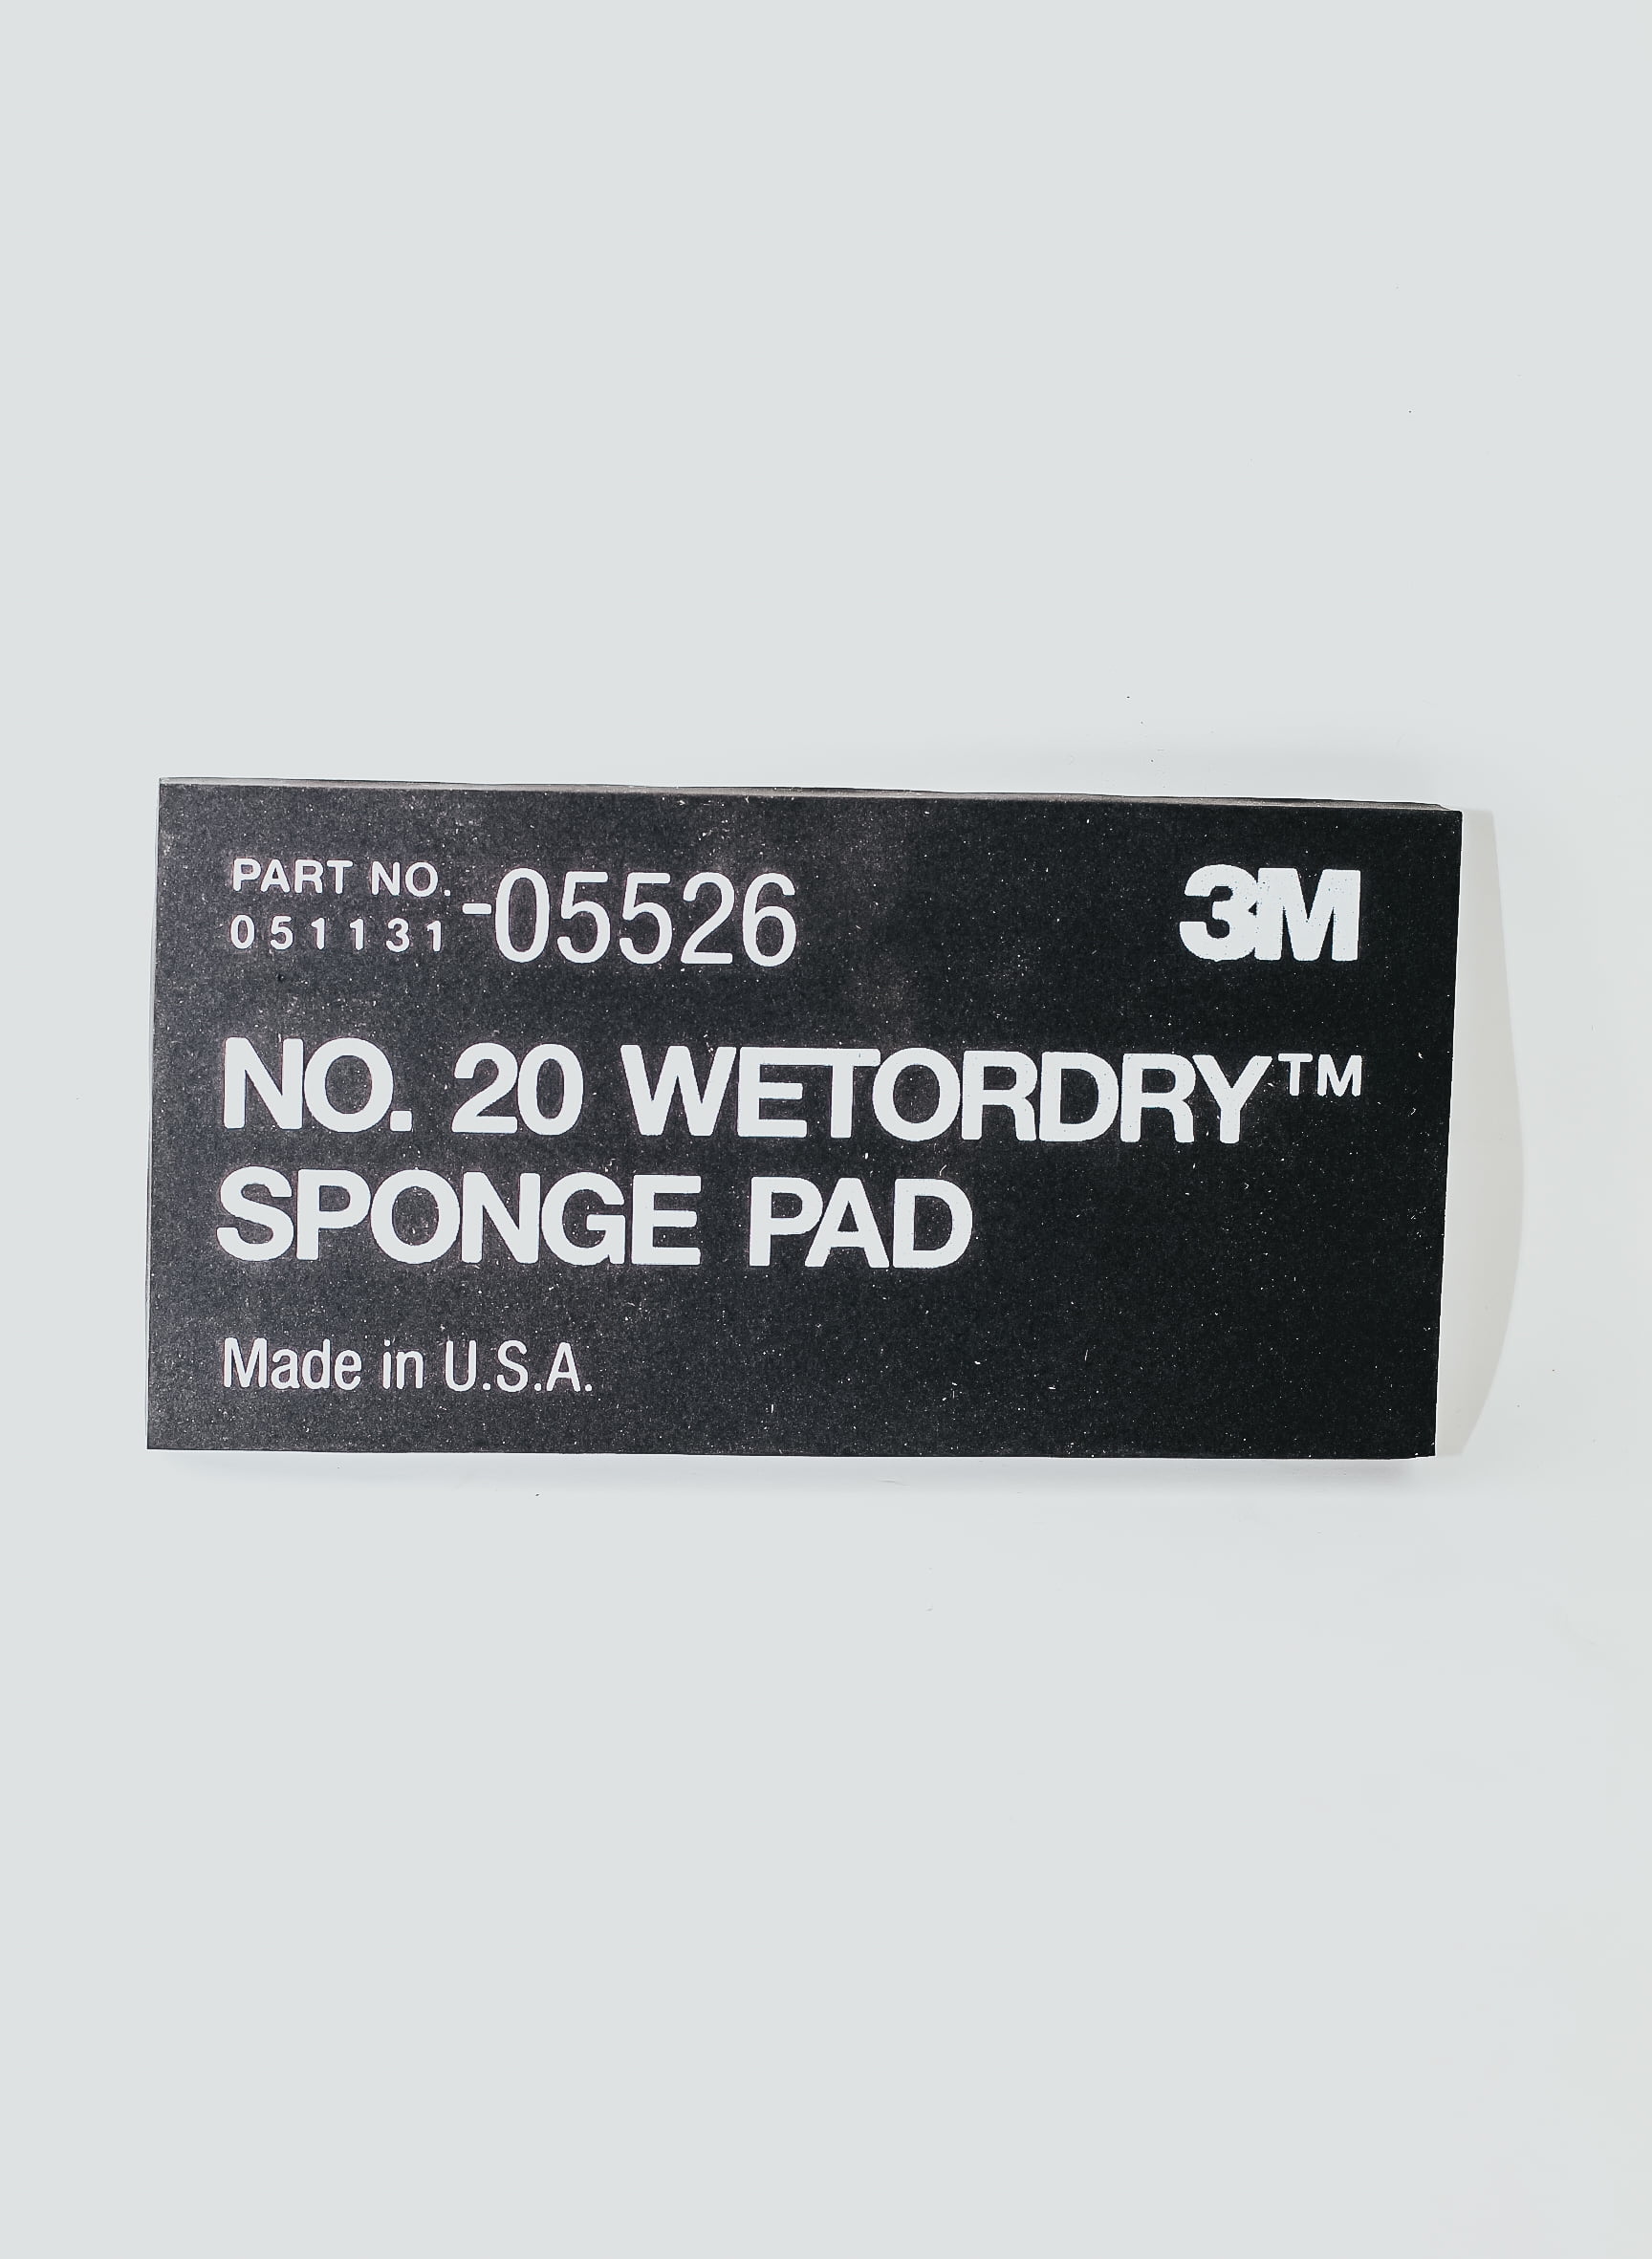 PART NO.
051131 -05526
3M
NO. 20 WETORDRY™
SPONGE PAD
Made in U.S.A.